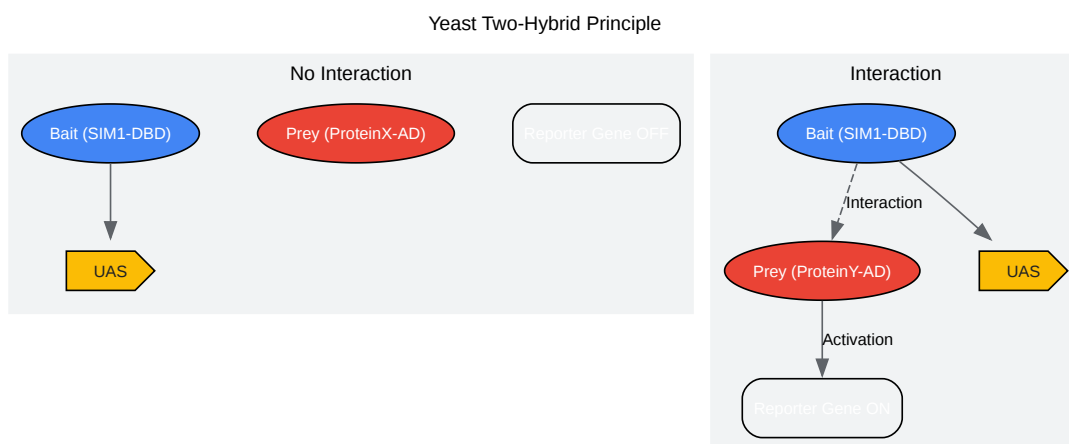 Yeast Two-Hybrid Principle
No Interaction
Bait (SIM1-DBD)
Prey (ProteinX-AD)
Reporter Gene OFF
UAS
Interaction
Bait (SIM1-DBD)
Interaction
Prey (ProteinY-AD)
UAS
Activation
Reporter Gene ON